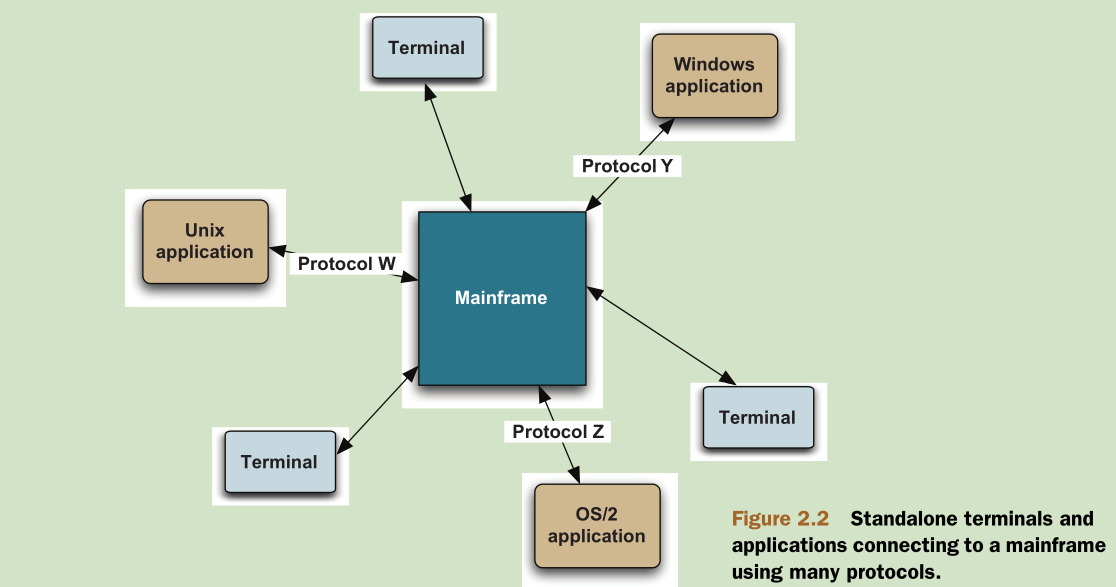 Terminal
Windows
application
Protocol Y
Unix
application
Protocol W
Mainframe
Terminal
Protocol Z
Terminal
OS/2
application
Figure 2.2 Standalone terminals and
applications connecting to a mainframe
using many protocols.